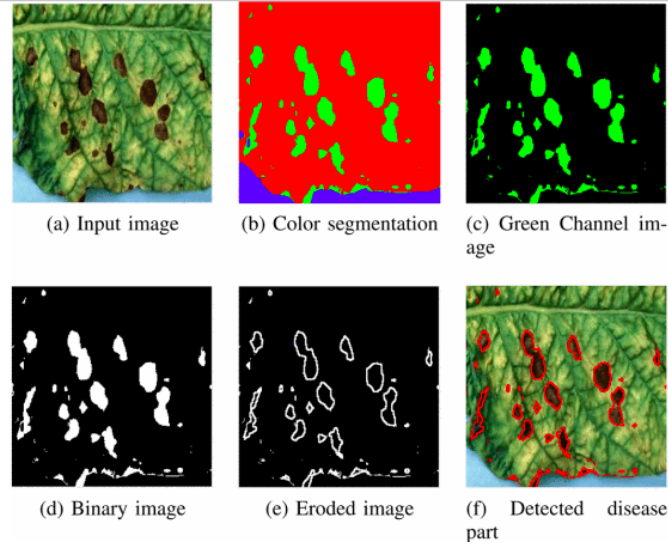 (a) Input image
(b) Color segmentation
(c) Green Channel im-
age
(d) Binary image
(e) Eroded image
(f) Detected disease
part